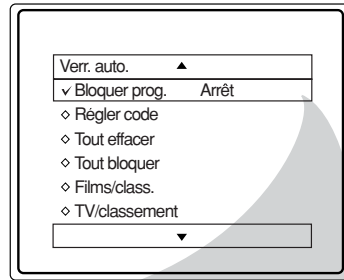 Verr. auto.
Bloquer prog. Arrêt
Régler code
Tout effacer
Tout bloquer
Films/class.
TV/classement